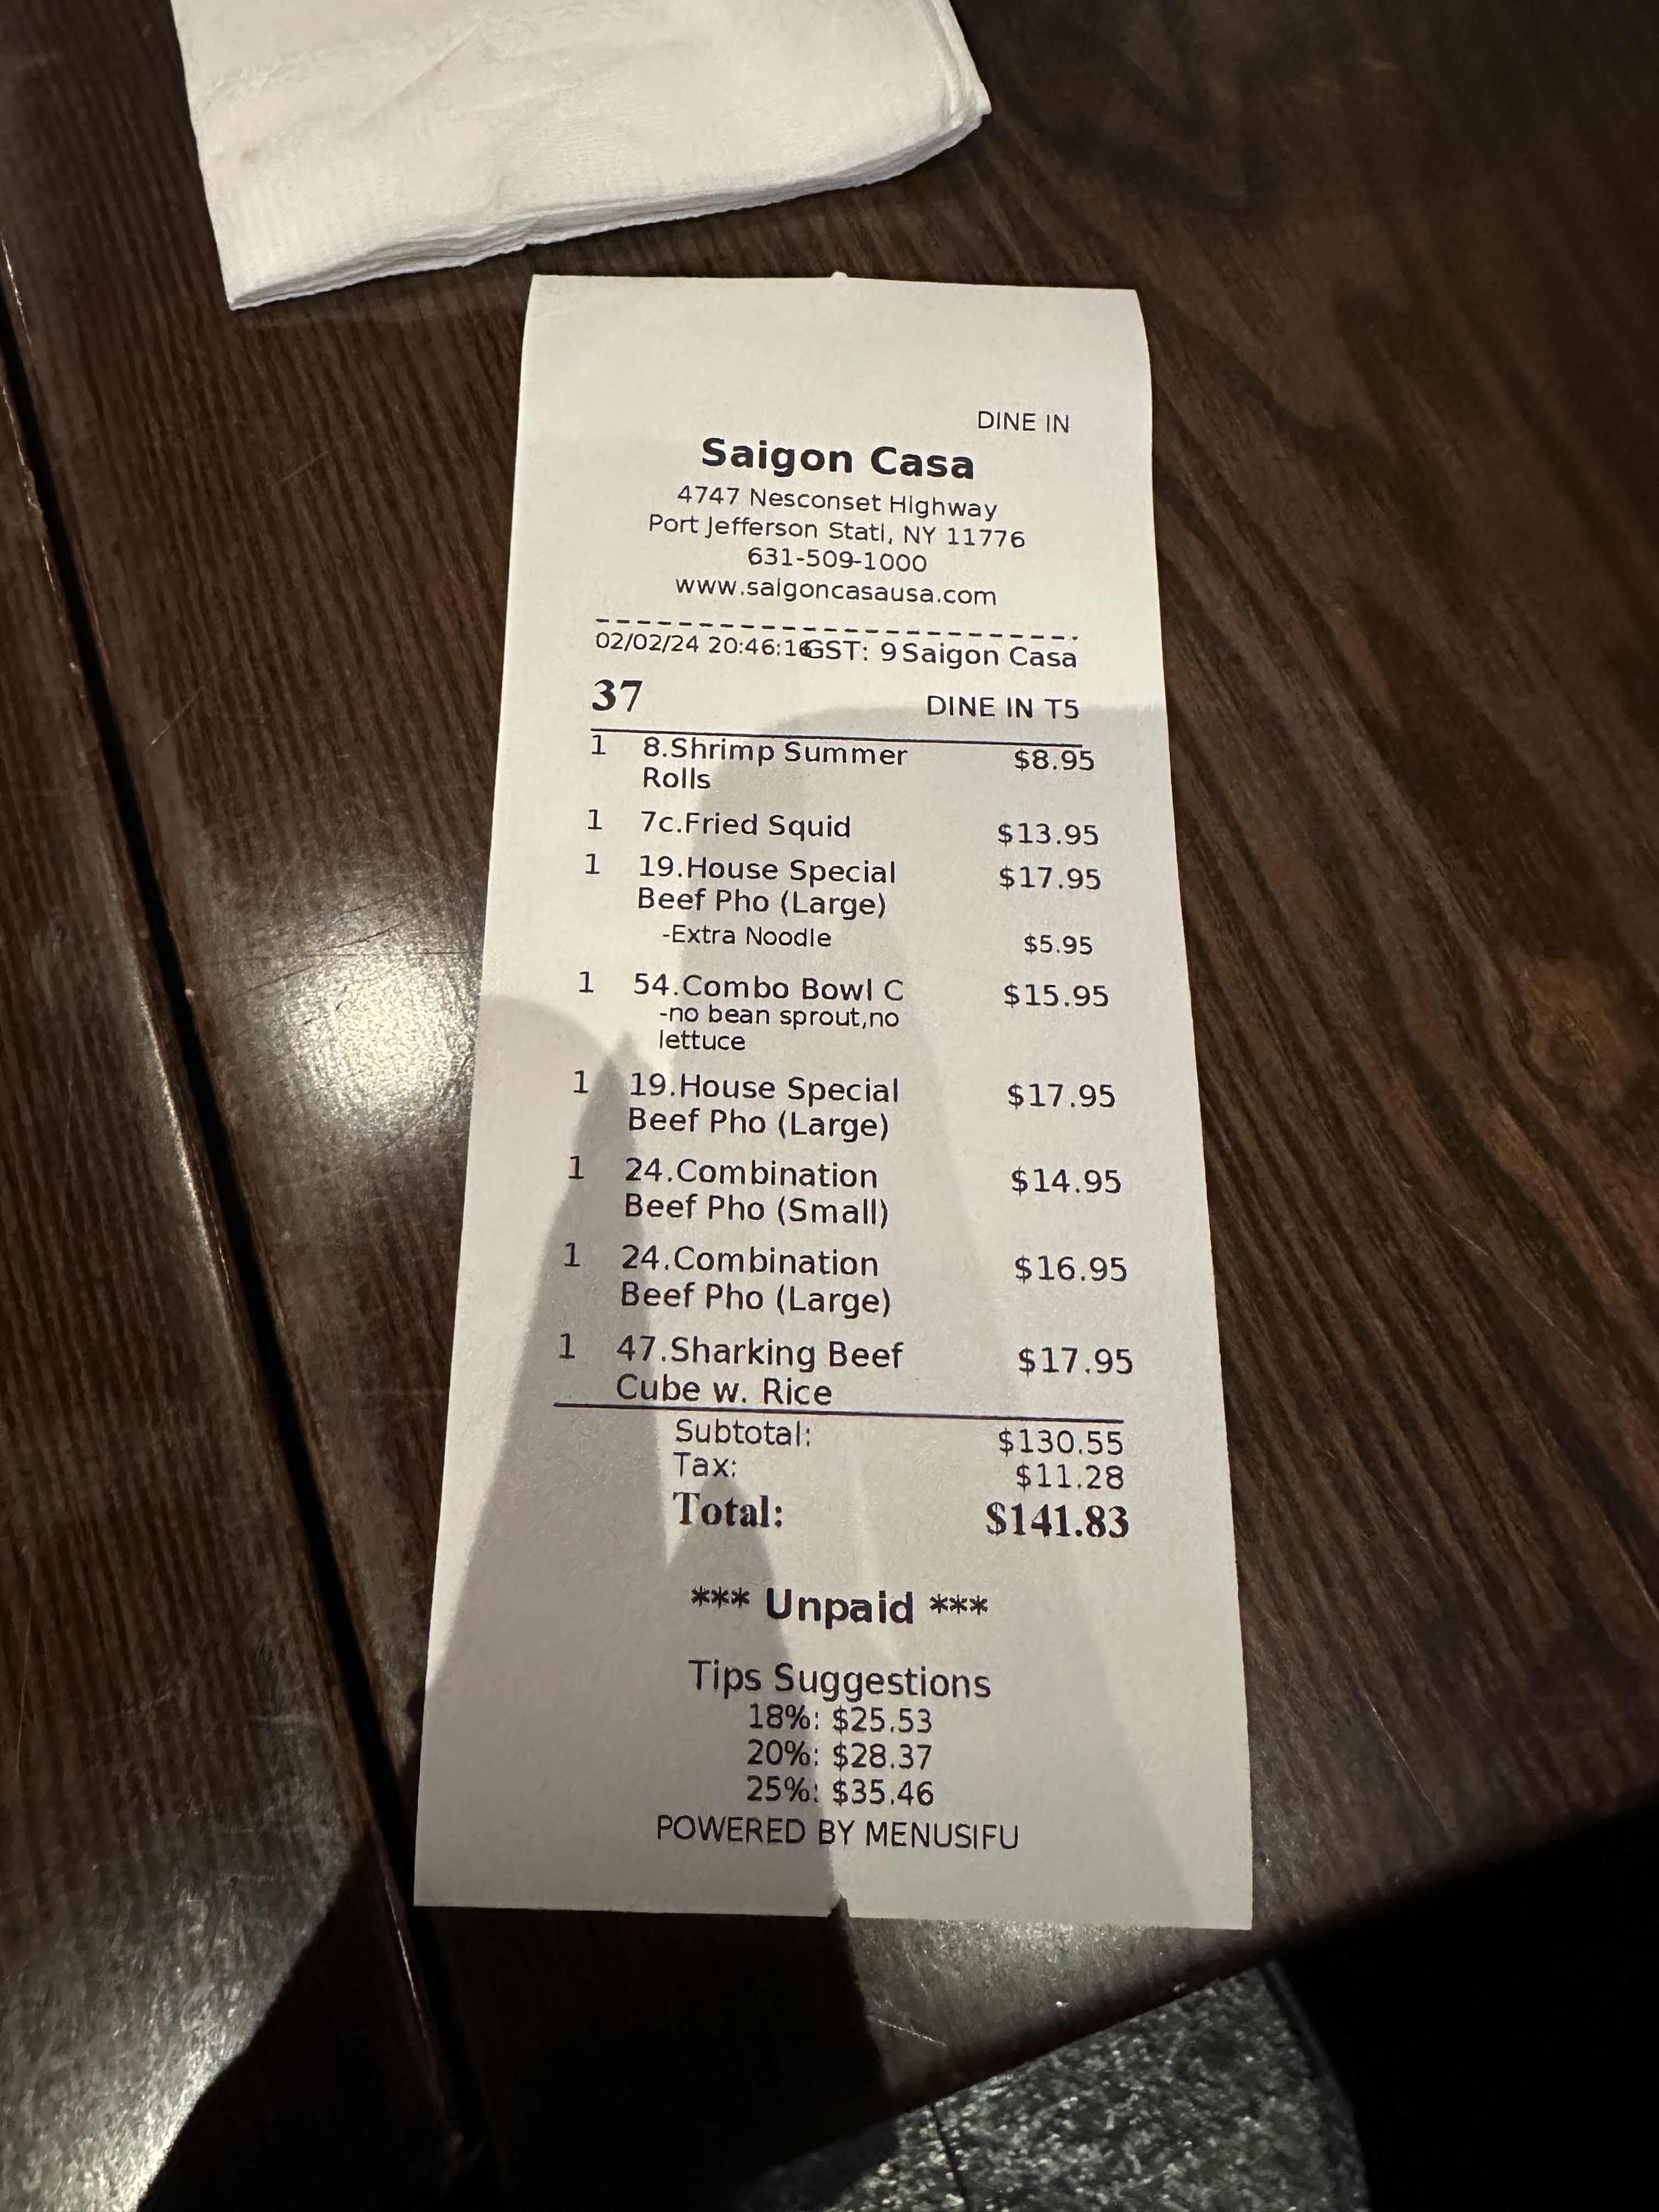 DINE IN
Saigon Casa
4747 Nesconset Highway
Port Jefferson Stati, NY 11776
631-509-1000
www.saigoncasausa.com
02/02/24 20:46:16 GST: 9 Saigon Casa
37 DINE IN T5
1 8.Shrimp Summer $8.95
Rolls
1 7c.Fried Squid $13.95
1 19.House Special $17.95
Beef Pho (Large)
-Extra Noodle $5.95
1 54.Combo Bowl C $15.95
-no bean sprout,no
lettuce
1 19.House Special $17.95
Beef Pho (Large)
1 24.Combination $14.95
Beef Pho (Small)
1 24.Combination $16.95
Beef Pho (Large)
1 47.Sharking Beef $17.95
Cube w. Rice
Subtotal: $130.55
Tax: $11.28
Total: $141.83
*** Unpaid ***
Tips Suggestions
18%: $25.53
20%: $28.37
25%: $35.46
POWERED BY MENUSIFU